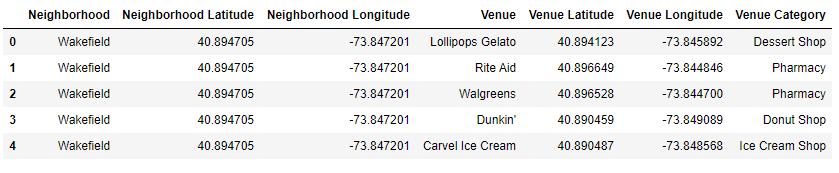 Neighborhood Neighborhood Latitude Neighborhood Longitude Venue Venue Latitude Venue Longitude Venue Category
0 Wakefield 40.894705 -73.847201 Lollipops Gelato 40.894123 -73.845892 Dessert Shop
1 Wakefield 40.894705 -73.847201 Rite Aid 40.896649 -73.844846 Pharmacy
2 Wakefield 40.894705 -73.847201 Walgreens 40.896528 -73.844700 Pharmacy
3 Wakefield 40.894705 -73.847201 Dunkin' 40.890459 -73.849089 Donut Shop
4 Wakefield 40.894705 -73.847201 Carvel Ice Cream 40.890487 -73.848568 Ice Cream Shop